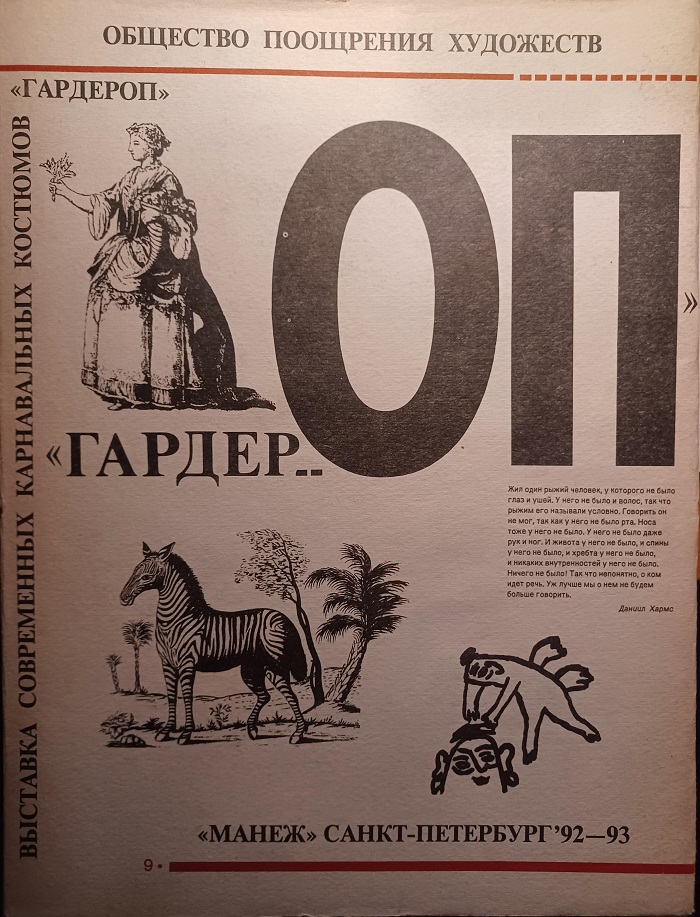 ОБЩЕСТВО ПООЩРЕНИЯ ХУДОЖЕСТВ
«ГАРДЕРОП»
ВЫСТАВКА СОВРЕМЕННЫХ КАРНАВАЛЬНЫХ КОСТЮМОВ
«ГАРДЕР..ОП»
Жил один рыжий человек, у которого не было
глаз и ушей. У него не было и волос, так что
рыжим его называли условно. Говорить он
не мог, так как у него не было рта. Носа
тоже у него не было. У него не было даже
рук и ног. И живота у него не было, и спины
у него не было, и хребта у него не было,
и никаких внутренностей у него не было.
Ничего не было! Так что непонятно, о ком
идет речь. Уж лучше мы о нем не будем
больше говорить.
Даниил Хармс
«МАНЕЖ» САНКТ-ПЕТЕРБУРГ'92—93
9•